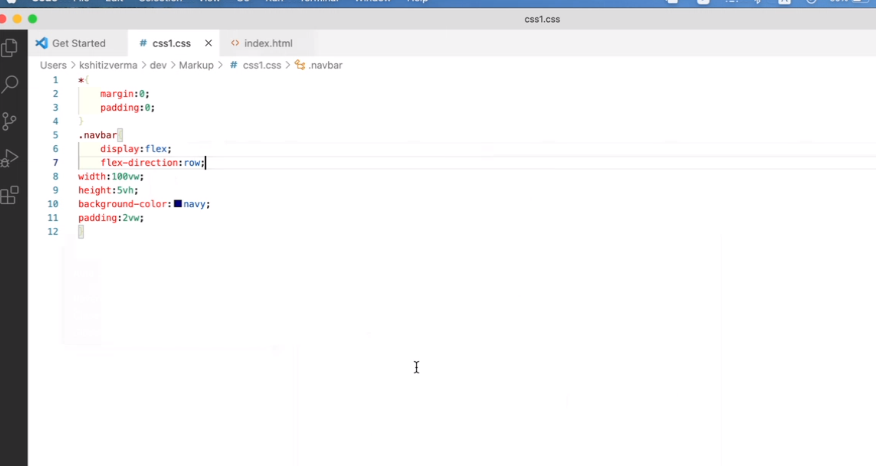 css1.css
Get Started # css1.css × <> index.html
Users > kshitizverma > dev > Markup > # css1.css > .navbar
1 *{
2 margin:0;
3 padding:0;
4 }
5 .navbar{
6 display:flex;
7 flex-direction:row;
8 width:100vw;
9 height:5vh;
10 background-color:navy;
11 padding:2vw;
12 }